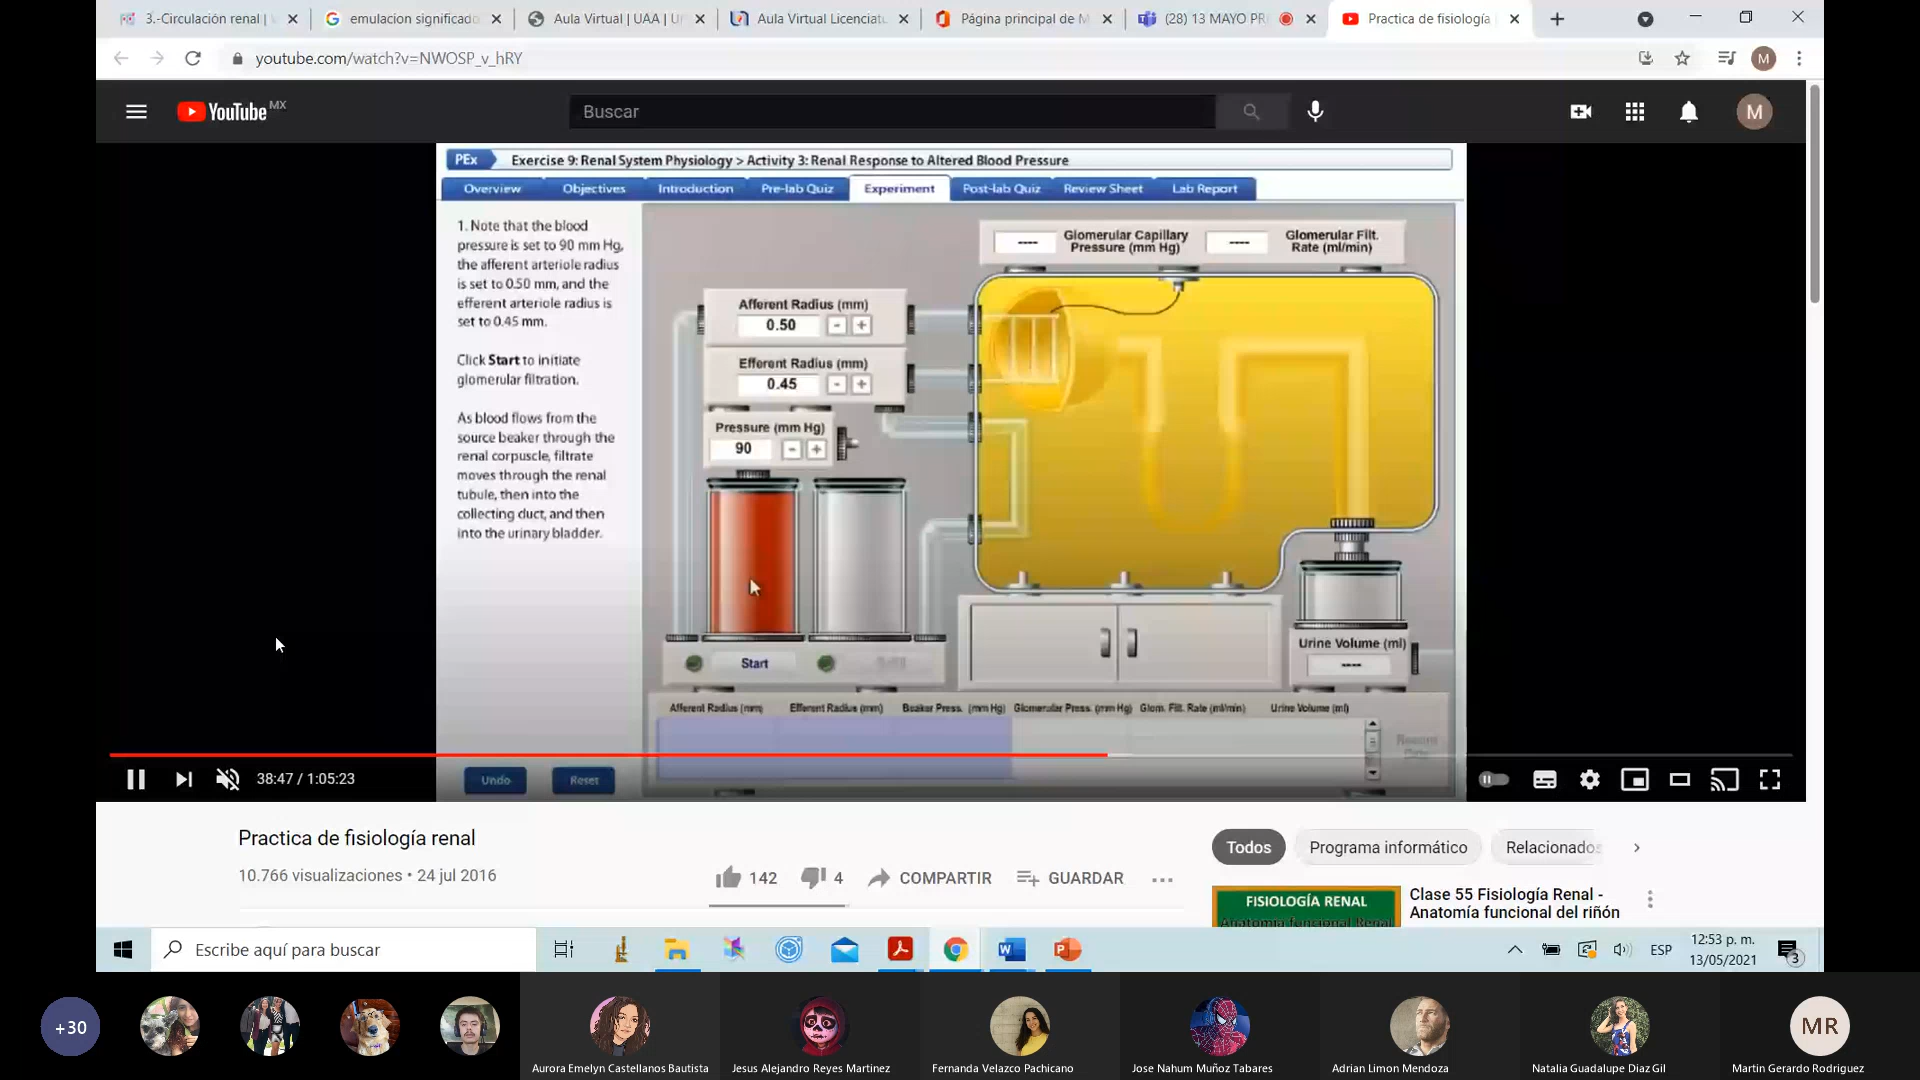 3.-Circulación renal |
emulacion significado
Aula Virtual | UAA | U
Aula Virtual Licenciatu
Página principal de M
(28) 13 MAYO PR
Practica de fisiología
youtube.com/watch?v=NWOSP_v_hRY
M
YouTube MX
Buscar
M
PEx Exercise 9: Renal System Physiology > Activity 3: Renal Response to Altered Blood Pressure
Overview Objectives Introduction Pre-lab Quiz Experiment Post-lab Quiz Review Sheet Lab Report
1. Note that the blood
pressure is set to 90 mm Hg,
the afferent arteriole radius
is set to 0.50 mm, and the
efferent arteriole radius is
set to 0.45 mm.
Click Start to initiate
glomerular filtration.
As blood flows from the
source beaker through the
renal corpuscle, filtrate
moves through the renal
tubule, then into the
collecting duct, and then
into the urinary bladder.
---- Glomerular Capillary
Pressure (mm Hg)
---- Glomerular Filt.
Rate (ml/min)
Afferent Radius (mm)
0.50 - +
Efferent Radius (mm)
0.45 - +
Pressure (mm Hg)
90 - +
Start
Urine Volume (ml)
----
Afferent Radius (mm) Efferent Radius (mm) Beaker Press. (mm Hg) Glomerular Press. (mm Hg) Glom. Filt. Rate (ml/min) Urine Volume (ml)
Undo Reset
38:47 / 1:05:23
Practica de fisiología renal
10.766 visualizaciones • 24 jul 2016
142 4 COMPARTIR GUARDAR ...
Todos Programa informático Relacionados
FISIOLOGÍA RENAL
Anatomía funcional Renal
Clase 55 Fisiología Renal -
Anatomía funcional del riñón
Escribe aquí para buscar
ESP
12:53 p. m.
13/05/2021
3
+30
MR
Aurora Emelyn Castellanos Bautista
Jesus Alejandro Reyes Martinez
Fernanda Velazco Pachicano
Jose Nahum Muñoz Tabares
Adrian Limon Mendoza
Natalia Guadalupe Diaz Gil
Martin Gerardo Rodriguez